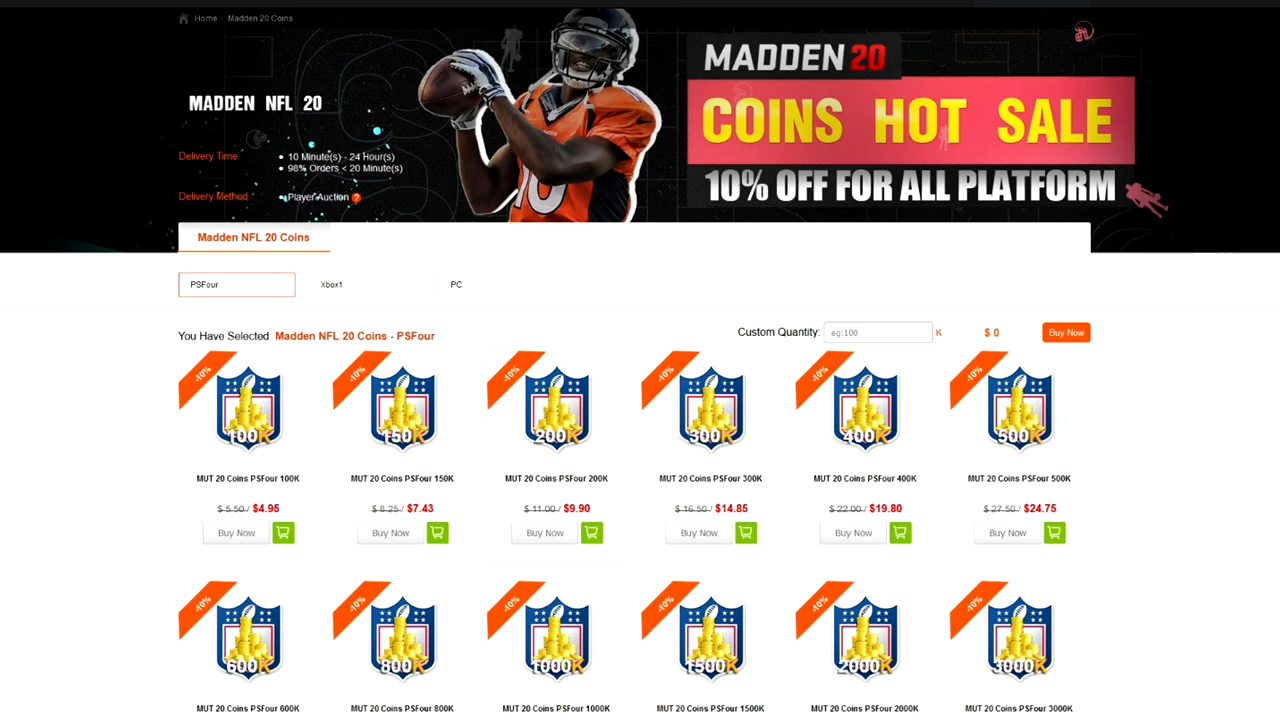 Home · Madden 20 Coins
MADDEN 20
MADDEN NFL 20
COINS HOT SALE
Delivery Time
10 Minute(s) - 24 Hour(s)
98% Orders < 20 Minute(s)
10% OFF FOR ALL PLATFORM
Delivery Method
Player Auction ?
Madden NFL 20 Coins
PSFour
Xbox1
PC
You Have Selected: Madden NFL 20 Coins - PSFour
Custom Quantity: eg:100 K $ 0 Buy Now
-10% -10% -10% -10% -10% -10%
100K 150K 200K 300K 400K 500K
MUT 20 Coins PSFour 100K MUT 20 Coins PSFour 150K MUT 20 Coins PSFour 200K MUT 20 Coins PSFour 300K MUT 20 Coins PSFour 400K MUT 20 Coins PSFour 500K
$ 5.50 / $4.95 $ 8.25 / $7.43 $ 11.00 / $9.90 $ 16.50 / $14.85 $ 22.00 / $19.80 $ 27.50 / $24.75
Buy Now Buy Now Buy Now Buy Now Buy Now Buy Now
-10% -10% -10% -10% -10% -10%
600K 800K 1000K 1500K 2000K 3000K
MUT 20 Coins PSFour 600K MUT 20 Coins PSFour 800K MUT 20 Coins PSFour 1000K MUT 20 Coins PSFour 1500K MUT 20 Coins PSFour 2000K MUT 20 Coins PSFour 3000K